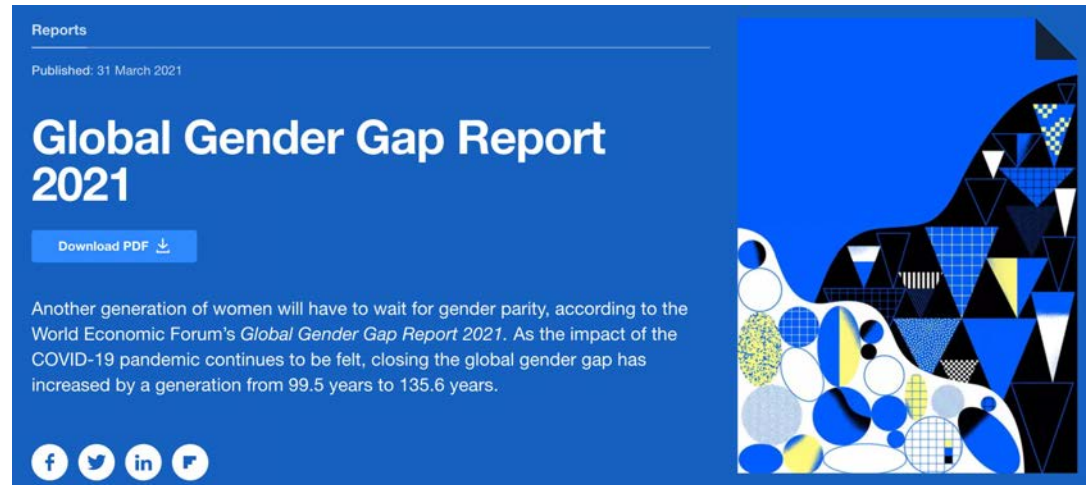 Reports
Published: 31 March 2021
Global Gender Gap Report
2021
Download PDF
Another generation of women will have to wait for gender parity, according to the
World Economic Forum's Global Gender Gap Report 2021. As the impact of the
COVID-19 pandemic continues to be felt, closing the global gender gap has
increased by a generation from 99.5 years to 135.6 years.